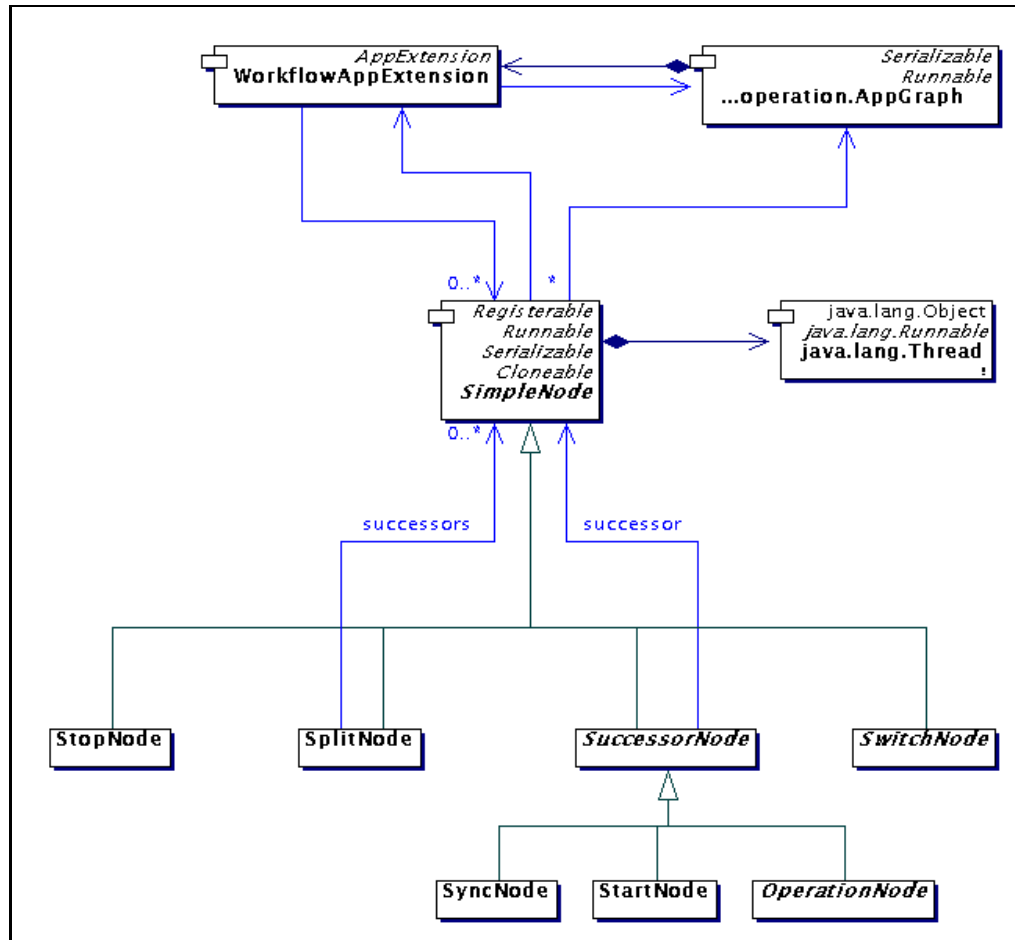 AppExtension
WorkflowAppExtension
Serializable
Runnable
...operation.AppGraph
0..*
*
Registerable
Runnable
Serializable
Cloneable
SimpleNode
java.lang.Object
java.lang.Runnable
java.lang.Thread
!
0..*
successors
successor
StopNode
SplitNode
SuccessorNode
SwitchNode
SyncNode
StartNode
OperationNode